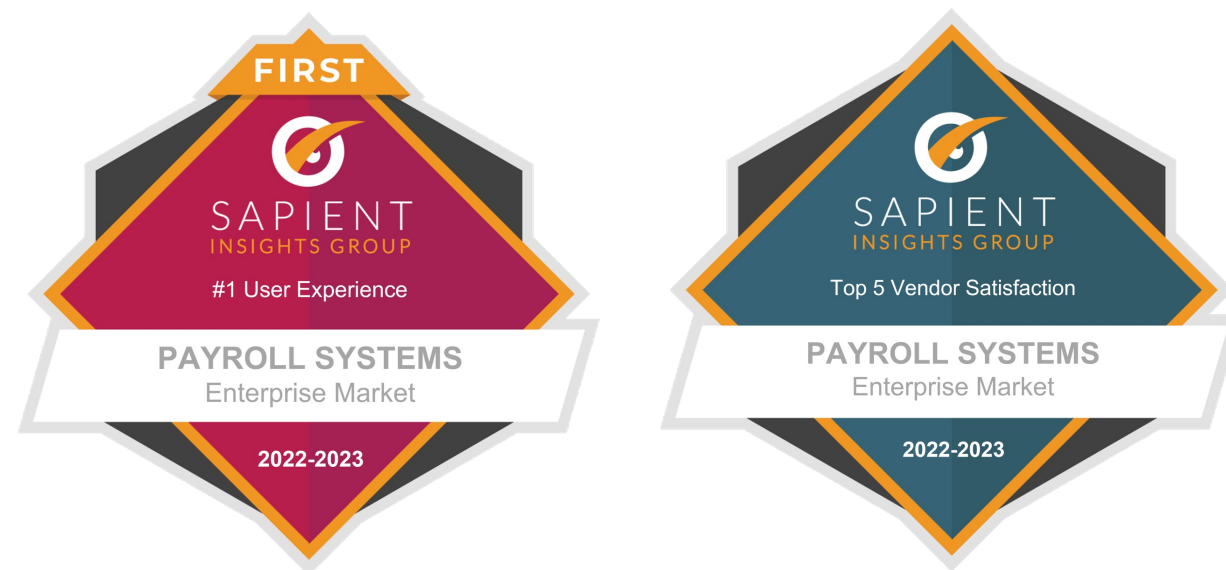 FIRST
SAPIENT
INSIGHTS GROUP
#1 User Experience
PAYROLL SYSTEMS
Enterprise Market
2022-2023
SAPIENT
INSIGHTS GROUP
Top 5 Vendor Satisfaction
PAYROLL SYSTEMS
Enterprise Market
2022-2023